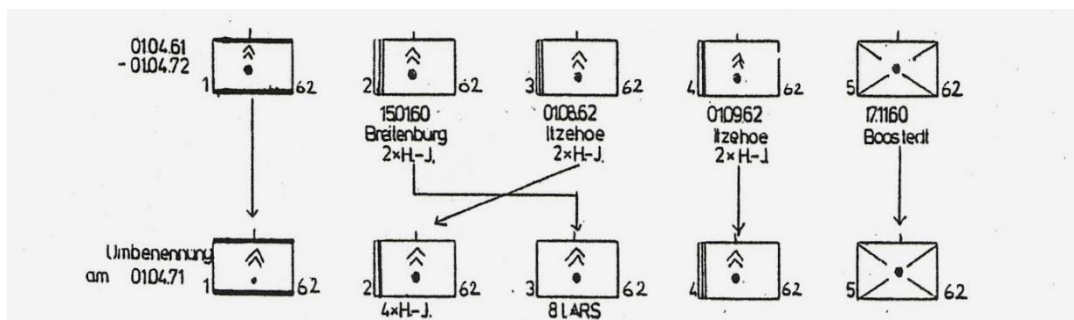 01.04.61
- 01.04.72
1 62
2 62
3 62
4 62
5 62
15.01.60
Breitenburg
2×H.-J.
01.08.62
Itzehoe
2×H.-J.
01.09.62
Itzehoe
2×H.-J.
17.11.60
Boostedt
Umbenennung
am 01.04.71
1 62
2 62
3 62
4 62
5 62
4×H.-J.
8 LARS